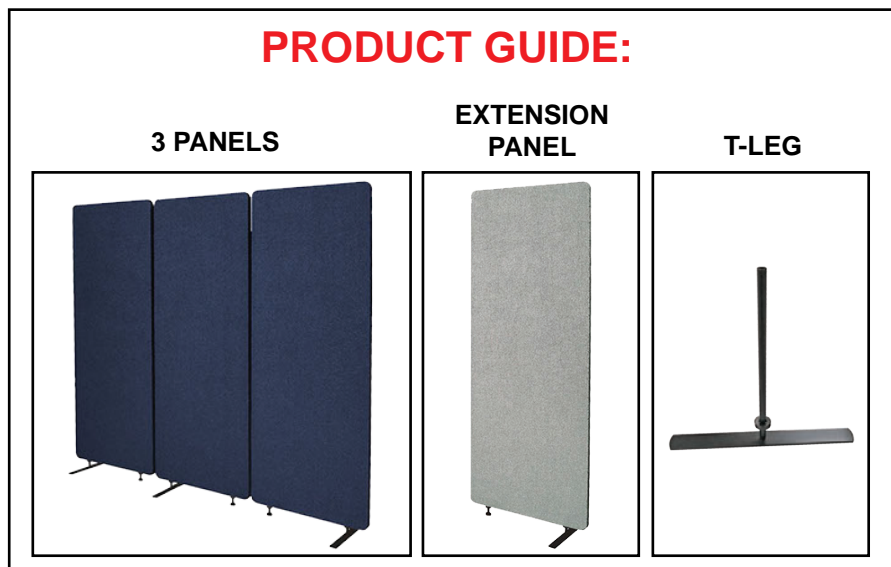 PRODUCT GUIDE:
3 PANELS
EXTENSION
PANEL
T-LEG